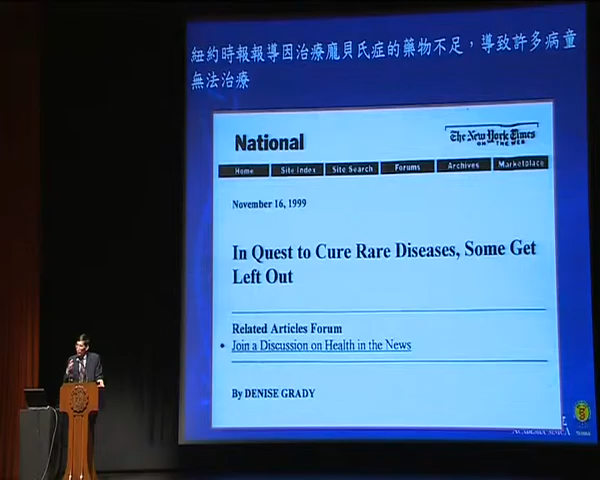 紐約時報報導因治療龐貝氏症的藥物不足，導致許多病童
無法治療
National
The New York Times
ON THE WEB
Home Site Index Site Search Forums Archives Marketplace
November 16, 1999
In Quest to Cure Rare Diseases, Some Get
Left Out
Related Articles Forum
Join a Discussion on Health in the News
By DENISE GRADY